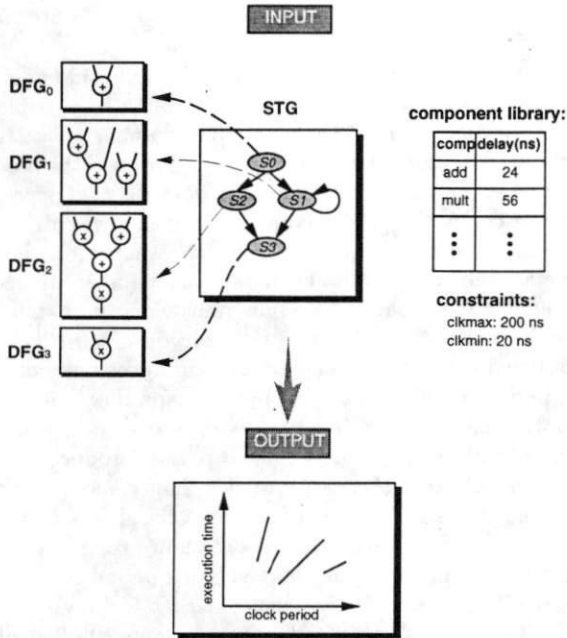 INPUT
DFG0
+
DFG1
+
+
+
DFG2
x
+
+
x
DFG3
x
STG
S0
S2
S1
S3
component library:
comp delay(ns)
add 24
mult 56
constraints:
clkmax: 200 ns
clkmin: 20 ns
OUTPUT
execution time
clock period